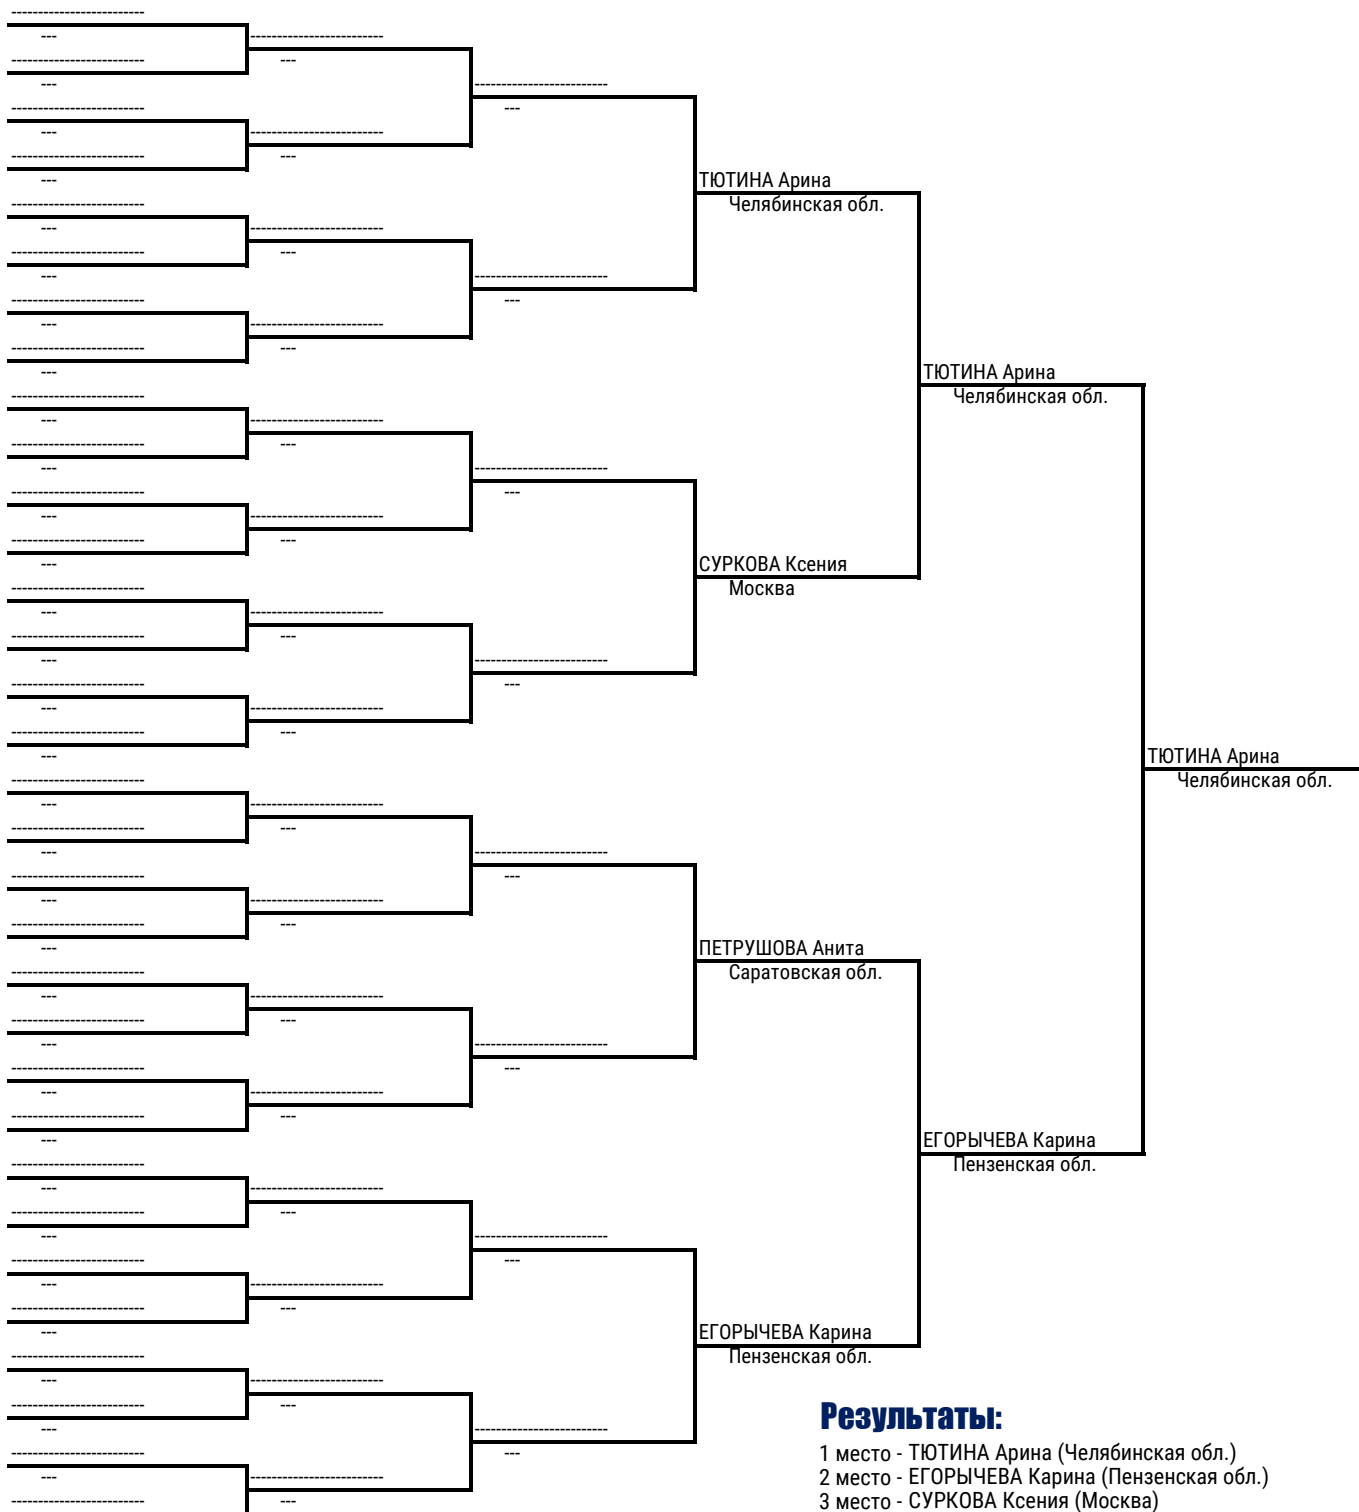 ТЮТИНА Арина
Челябинская обл.
ТЮТИНА Арина
Челябинская обл.
СУРКОВА Ксения
Москва
ТЮТИНА Арина
Челябинская обл.
ПЕТРУШОВА Анита
Саратовская обл.
ЕГОРЫЧЕВА Карина
Пензенская обл.
ЕГОРЫЧЕВА Карина
Пензенская обл.
Результаты:
1 место - ТЮТИНА Арина (Челябинская обл.)
2 место - ЕГОРЫЧЕВА Карина (Пензенская обл.)
3 место - СУРКОВА Ксения (Москва)